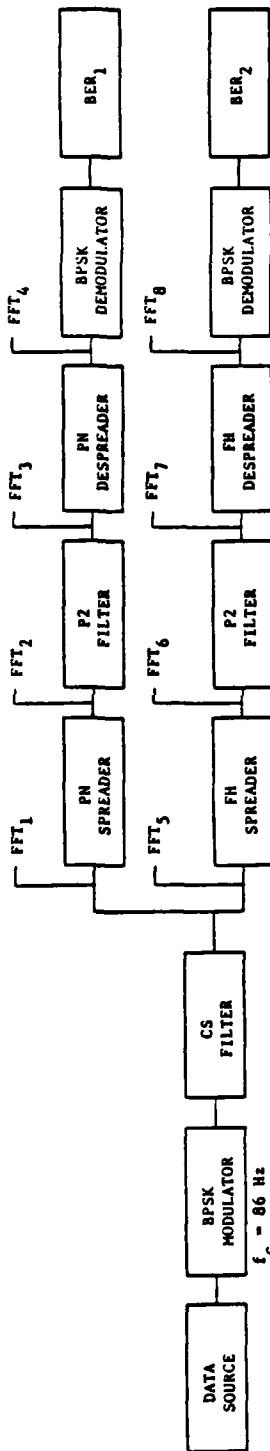 DATA
SOURCE
BPSK
MODULATOR
f_c = 86 Hz
CS
FILTER
FFT_1
PN
SPREADER
FFT_2
P2
FILTER
FFT_3
PN
DESPREADER
FFT_4
BPSK
DEMODULATOR
BER_1
FFT_5
FH
SPREADER
FFT_6
P2
FILTER
FFT_7
FH
DESPREADER
FFT_8
BPSK
DEMODULATOR
BER_2